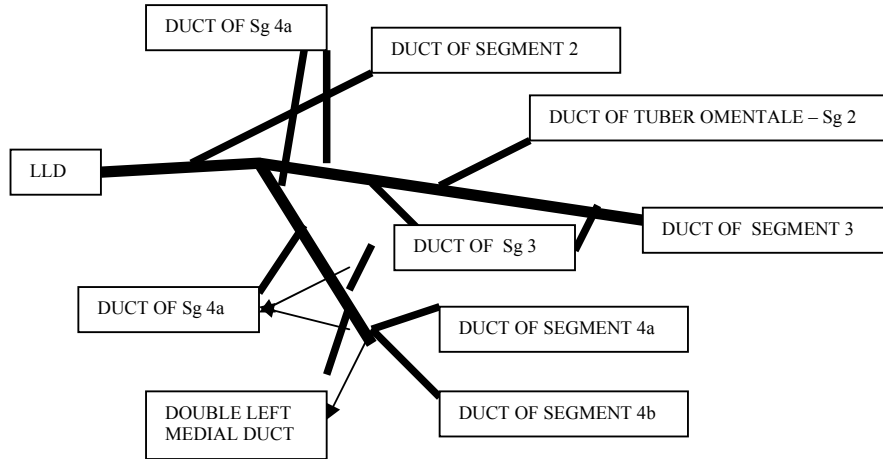 DUCT OF Sg 4a
DUCT OF SEGMENT 2
DUCT OF TUBER OMENTALE – Sg 2
LLD
DUCT OF SEGMENT 3
DUCT OF Sg 3
DUCT OF Sg 4a
DUCT OF SEGMENT 4a
DOUBLE LEFT
MEDIAL DUCT
DUCT OF SEGMENT 4b